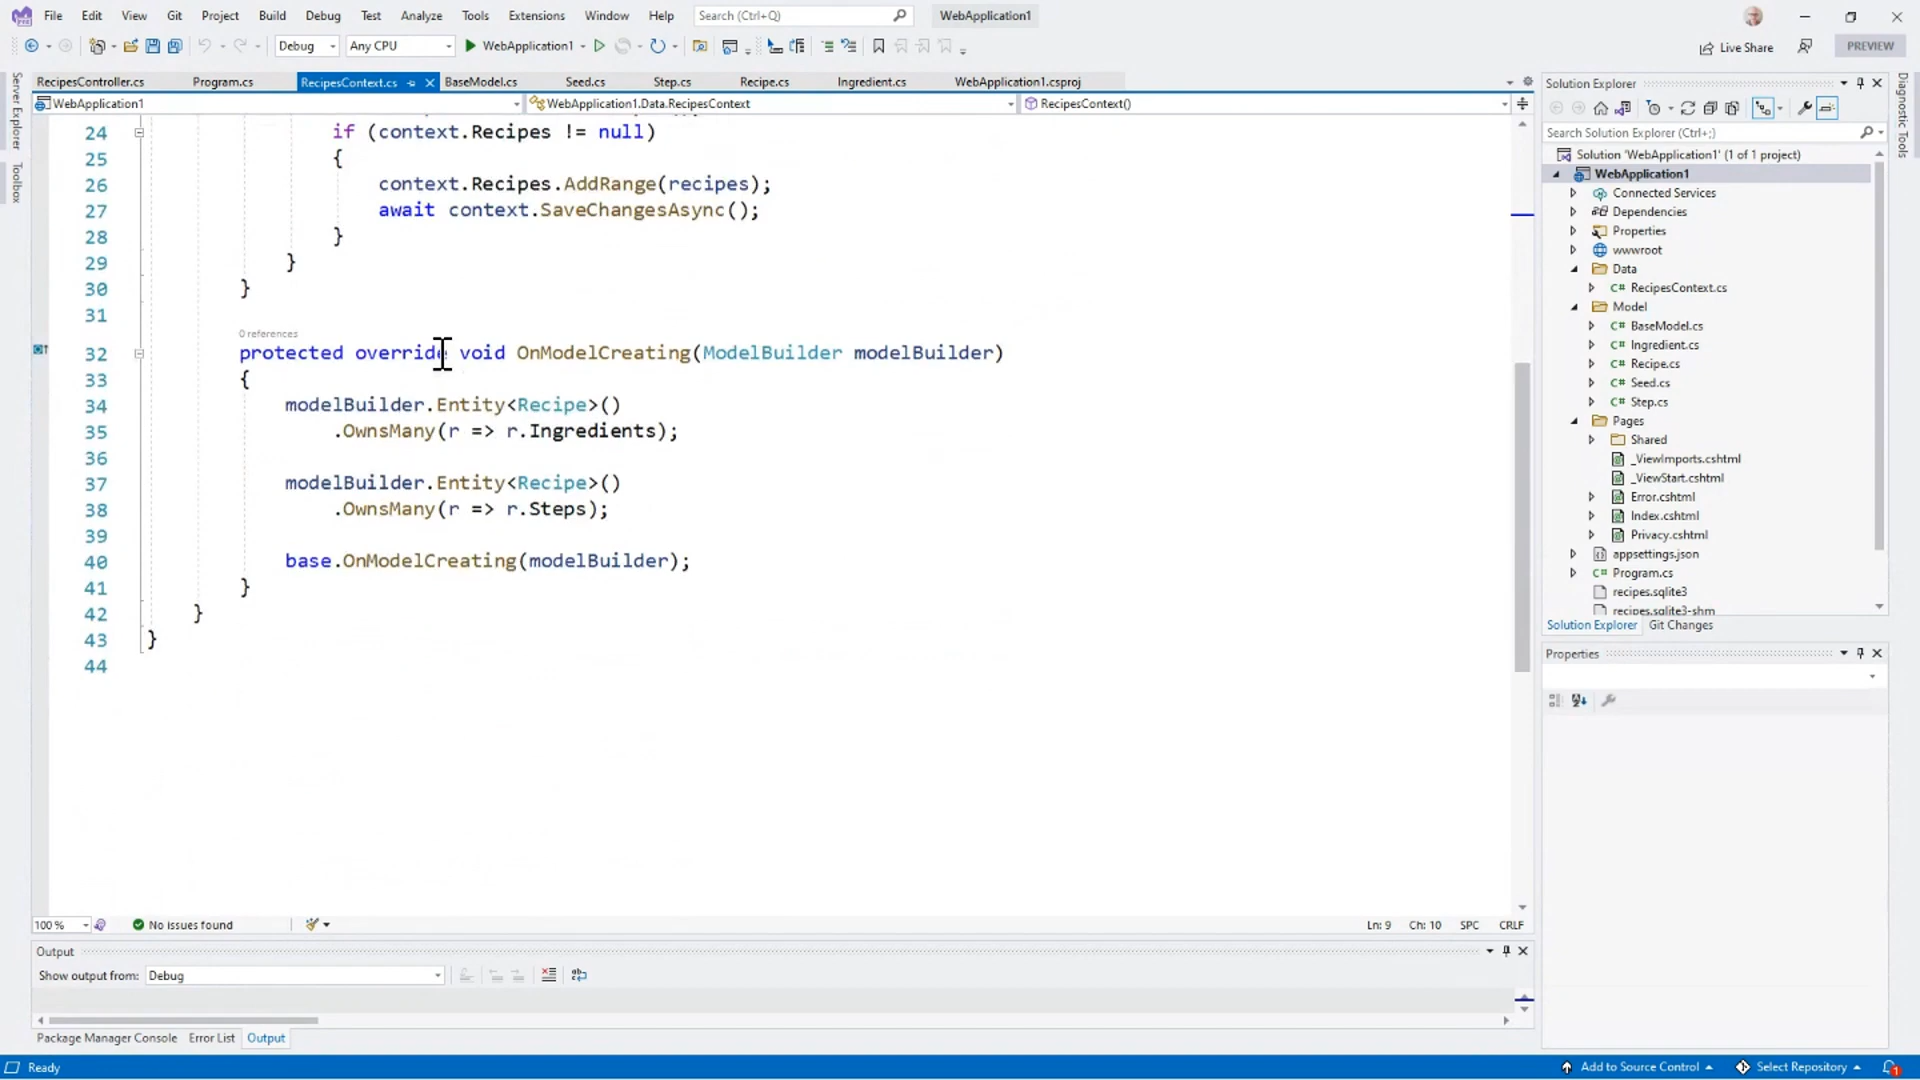 File Edit View Git Project Build Debug Test Analyze Tools Extensions Window Help Search (Ctrl+Q) WebApplication1
Debug Any CPU WebApplication1 Live Share PREVIEW
RecipesController.cs Program.cs RecipesContext.cs BaseModel.cs Seed.cs Step.cs Recipe.cs Ingredient.cs WebApplication1.csproj
WebApplication1 WebApplication1.Data.RecipesContext RecipesContext()
24 if (context.Recipes != null)
25 {
26 context.Recipes.AddRange(recipes);
27 await context.SaveChangesAsync();
28 }
29 }
30 }
31
0 references
32 protected override void OnModelCreating(ModelBuilder modelBuilder)
33 {
34 modelBuilder.Entity<Recipe>()
35 .OwnsMany(r => r.Ingredients);
36
37 modelBuilder.Entity<Recipe>()
38 .OwnsMany(r => r.Steps);
39
40 base.OnModelCreating(modelBuilder);
41 }
42 }
43 }
44
100 % No issues found Ln: 9 Ch: 10 SPC CRLF
Output
Show output from: Debug
Package Manager Console Error List Output
Ready Add to Source Control Select Repository 1
Server Explorer
Toolbox
Solution Explorer
Search Solution Explorer (Ctrl+;)
Solution 'WebApplication1' (1 of 1 project)
WebApplication1
Connected Services
Dependencies
Properties
wwwroot
Data
C# RecipesContext.cs
Model
C# BaseModel.cs
C# Ingredient.cs
C# Recipe.cs
C# Seed.cs
C# Step.cs
Pages
Shared
_ViewImports.cshtml
_ViewStart.cshtml
Error.cshtml
Index.cshtml
Privacy.cshtml
appsettings.json
C# Program.cs
recipes.sqlite3
recipes.sqlite3-shm
Solution Explorer Git Changes
Properties
Diagnostic Tools